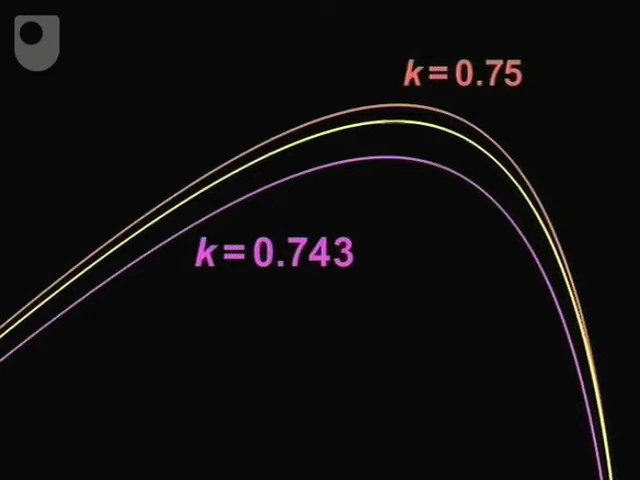 k = 0.75
k = 0.743